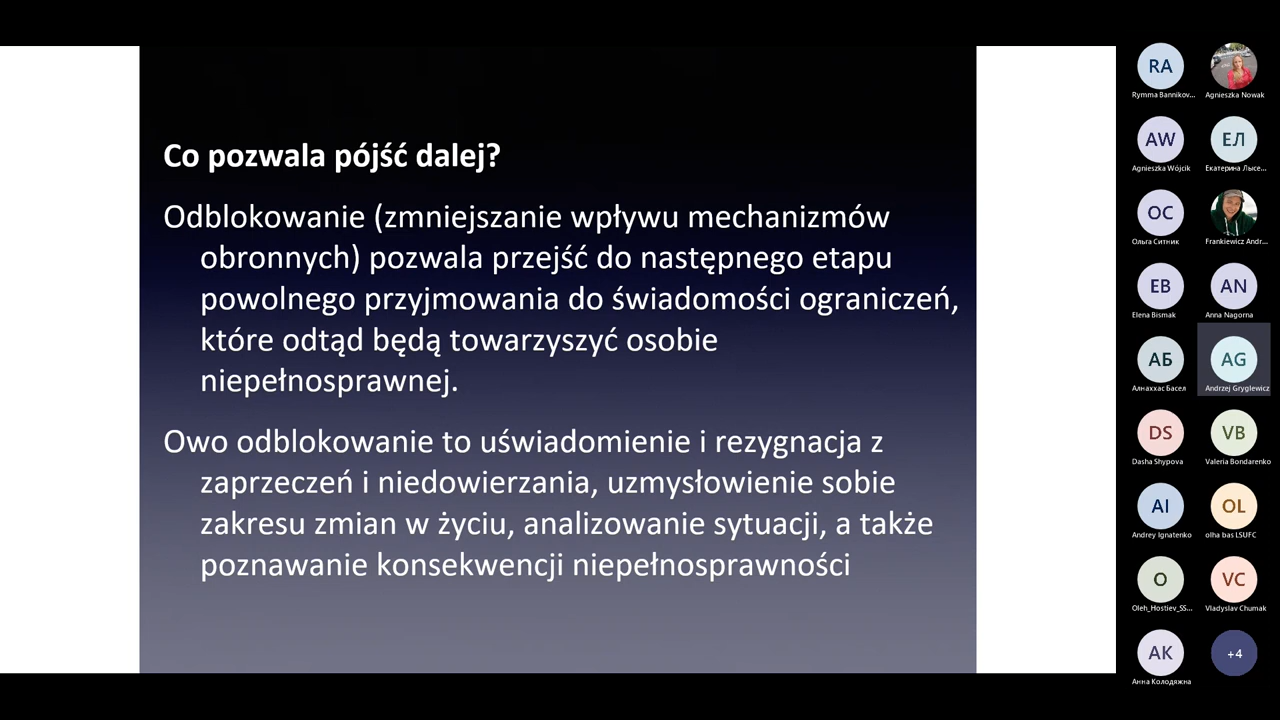 Co pozwala pójść dalej?
Odblokowanie (zmniejszanie wpływu mechanizmów
obronnych) pozwala przejść do następnego etapu
powolnego przyjmowania do świadomości ograniczeń,
które odtąd będą towarzyszyć osobie
niepełnosprawnej.
Owo odblokowanie to uświadomienie i rezygnacja z
zaprzeczeń i niedowierzania, uzmysłowienie sobie
zakresu zmian w życiu, analizowanie sytuacji, a także
poznawanie konsekwencji niepełnosprawności
RA
Rymma Bannikov...
Agnieszka Nowak
AW
Agnieszka Wójcik
ЕЛ
Екатерина Лысе...
ОС
Ольга Ситник
Frankiewicz Andr...
EB
Elena Bismak
AN
Anna Nagorna
АБ
Алнаххас Басел
AG
Andrzej Gryglewicz
DS
Dasha Shypova
VB
Valeria Bondarenko
AI
Andrey Ignatenko
OL
olha bas LSUFC
O
Oleh_Hostiev_SS...
VC
Vladyslav Chumak
АК
Анна Колодяжна
+4